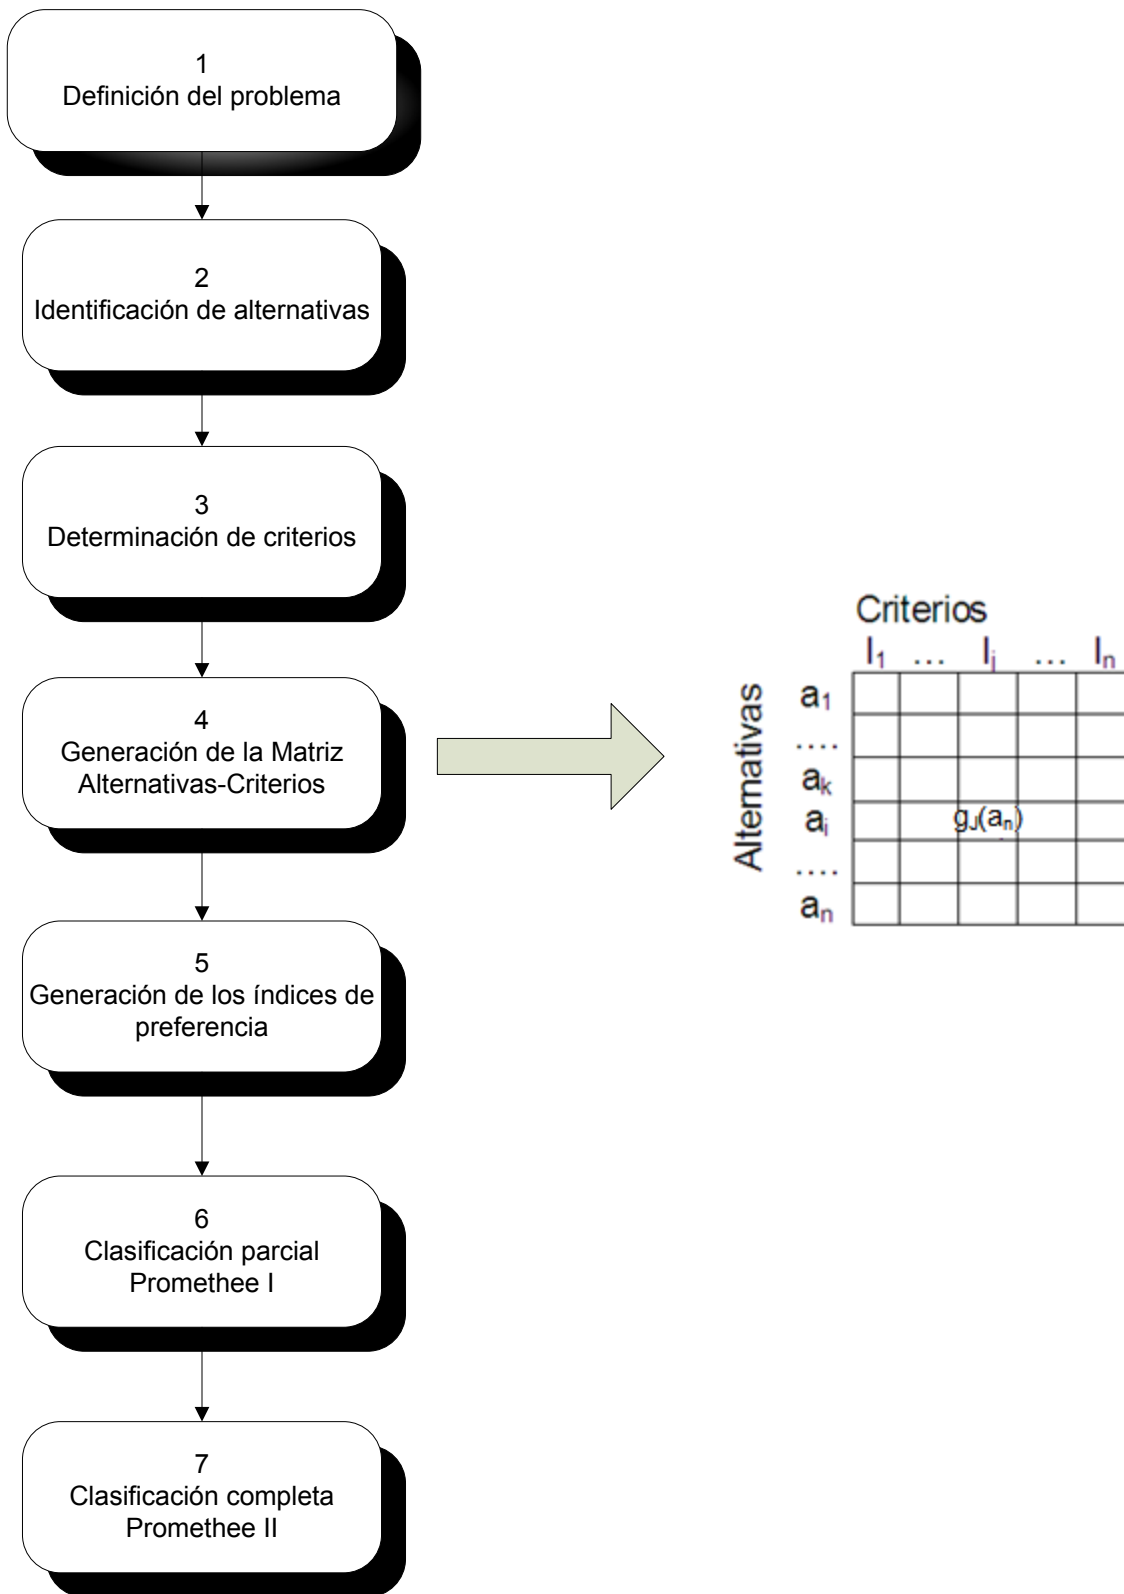 1
Definición del problema
2
Identificación de alternativas
3
Determinación de criterios
4
Generación de la Matriz
Alternativas-Criterios
5
Generación de los índices de
preferencia
6
Clasificación parcial
Promethee I
7
Clasificación completa
Promethee II
Criterios
I₁ ... Iⱼ ... Iₙ
Alternativas
a₁
....
aₖ
aᵢ gJ(aₙ)
....
aₙ